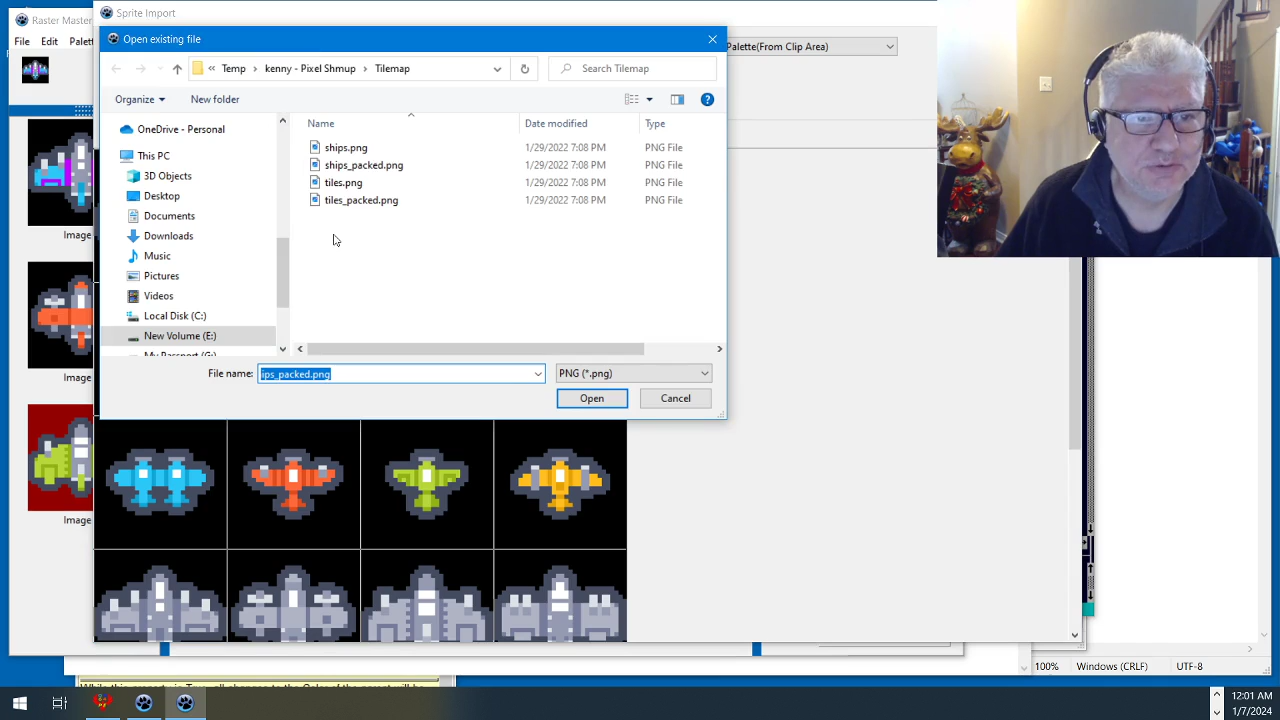 Sprite Import
Raster Master
File Edit Palett
Open existing file
Palette(From Clip Area)
« Temp › kenny - Pixel Shmup › Tilemap
Search Tilemap
Organize
New folder
Name
Date modified
Type
OneDrive - Personal
This PC
3D Objects
Desktop
Documents
Downloads
Music
Pictures
Videos
Local Disk (C:)
New Volume (E:)
My Passport (G:)
ships.png 1/29/2022 7:08 PM PNG File
ships_packed.png 1/29/2022 7:08 PM PNG File
tiles.png 1/29/2022 7:08 PM PNG File
tiles_packed.png 1/29/2022 7:08 PM PNG File
Image
Image
Image
File name:
ips_packed.png
PNG (*.png)
Open
Cancel
100%
Windows (CRLF)
UTF-8
12:01 AM
1/7/2024